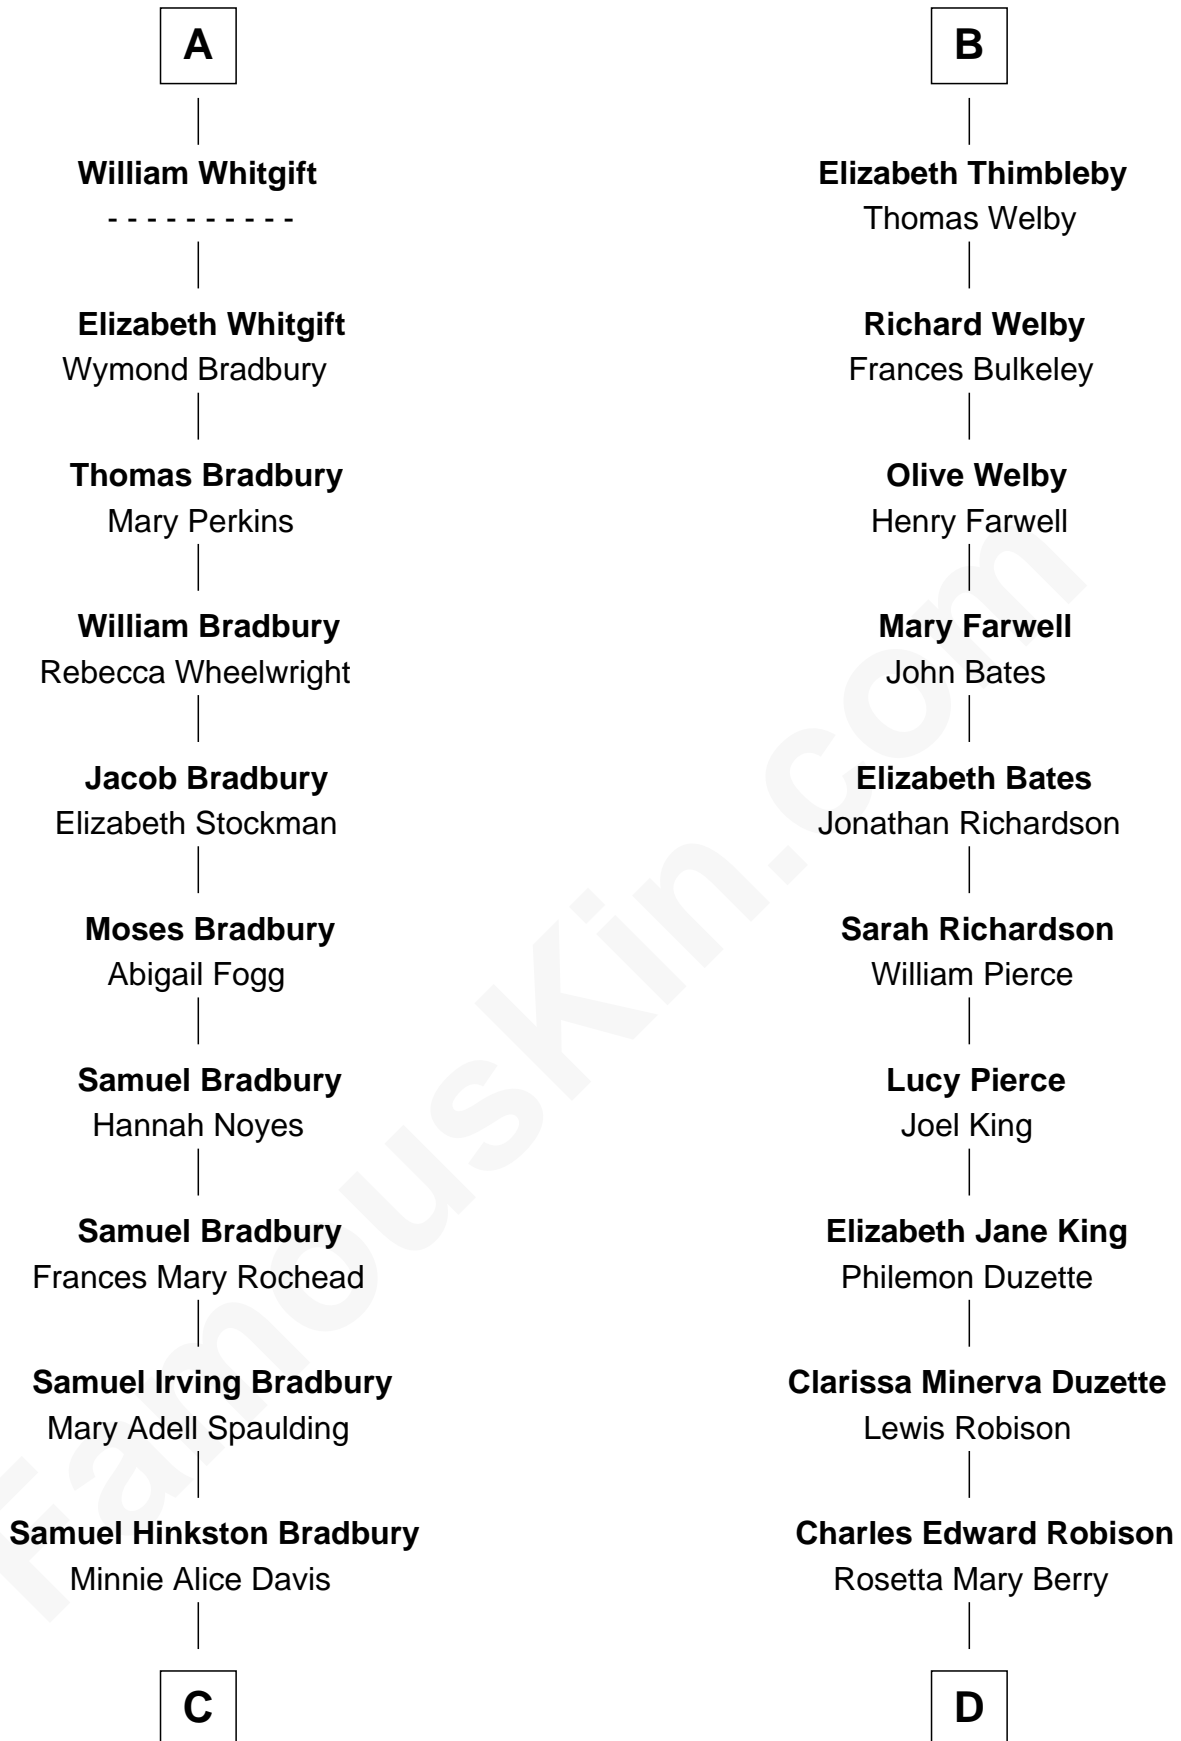 A
William Whitgift
- - - - - - - - - -
Elizabeth Whitgift
Wymond Bradbury
Thomas Bradbury
Mary Perkins
William Bradbury
Rebecca Wheelwright
Jacob Bradbury
Elizabeth Stockman
Moses Bradbury
Abigail Fogg
Samuel Bradbury
Hannah Noyes
Samuel Bradbury
Frances Mary Rochead
Samuel Irving Bradbury
Mary Adell Spaulding
Samuel Hinkston Bradbury
Minnie Alice Davis
C
B
Elizabeth Thimbleby
Thomas Welby
Richard Welby
Frances Bulkeley
Olive Welby
Henry Farwell
Mary Farwell
John Bates
Elizabeth Bates
Jonathan Richardson
Sarah Richardson
William Pierce
Lucy Pierce
Joel King
Elizabeth Jane King
Philemon Duzette
Clarissa Minerva Duzette
Lewis Robison
Charles Edward Robison
Rosetta Mary Berry
D
FamousKin.com